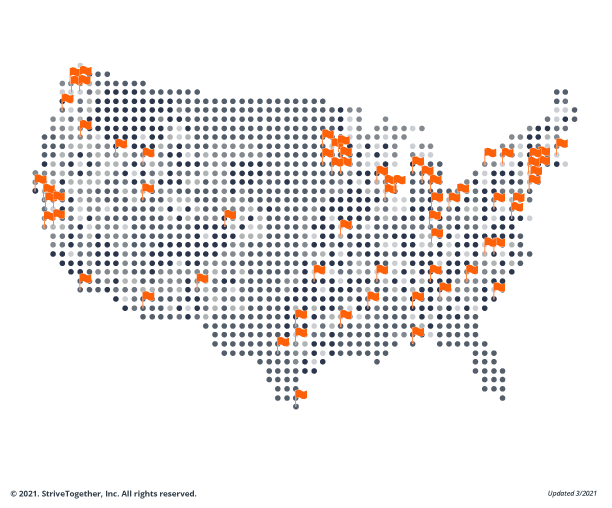 © 2021. StriveTogether, Inc. All rights reserved.
Updated 3/2021